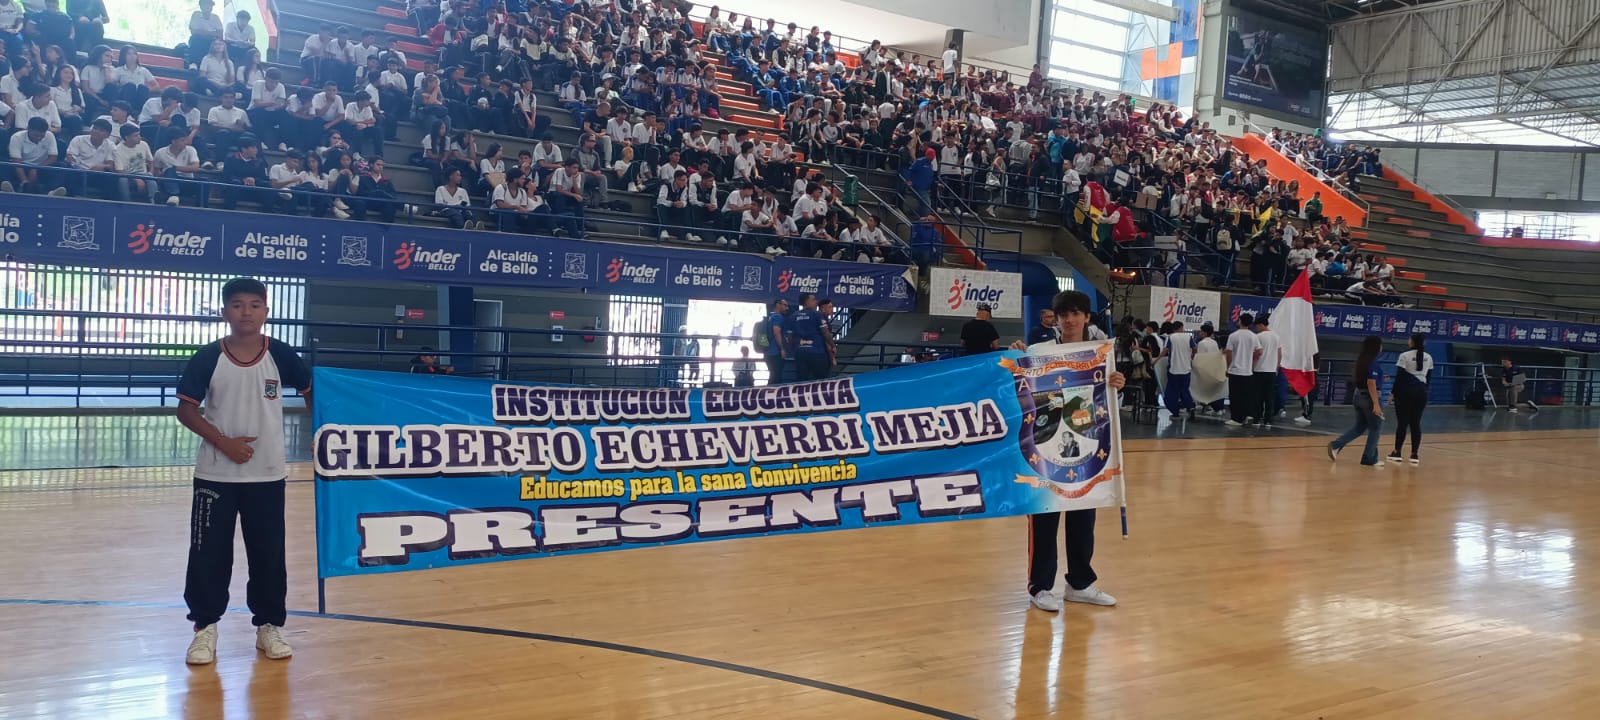 inder
BELLO
Alcaldía
de Bello
inder
BELLO
Alcaldía
de Bello
inder
BELLO
Alcaldía
de Bello
inder
BELLO
Alcaldía
de Bello
inder
BELLO
inder
INSTITUCION EDUCATIVA
GILBERTO ECHEVERRI MEJIA
Educamos para la sana Convivencia
PRESENTE
A Ω